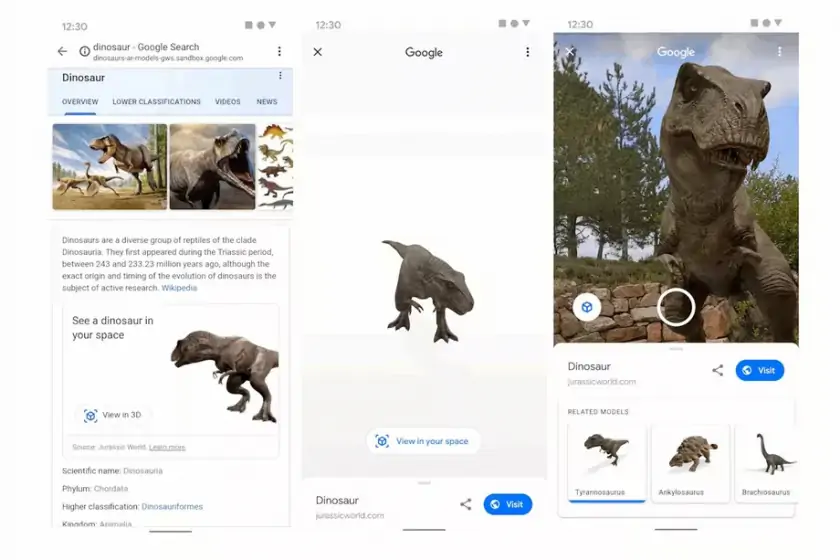 12:30
dinosaur - Google Search
dinosaurs-ar-models-gws.sandbox.google.com
Dinosaur
OVERVIEW LOWER CLASSIFICATIONS VIDEOS NEWS
Dinosaurs are a diverse group of reptiles of the clade
Dinosauria. They first appeared during the Triassic period,
between 243 and 233.23 million years ago, although the
exact origin and timing of the evolution of dinosaurs is the
subject of active research. Wikipedia
See a dinosaur in
your space
View in 3D
Source: Jurassic World. Learn more
Scientific name: Dinosauria
Phylum: Chordata
Higher classification: Dinosauriformes
Kingdom: Animalia
12:30
Google
View in your space
Dinosaur
jurassicworld.com
Visit
12:30
Google
Dinosaur
jurassicworld.com
Visit
RELATED MODELS
Tyrannosaurus
Ankylosaurus
Brachiosaurus